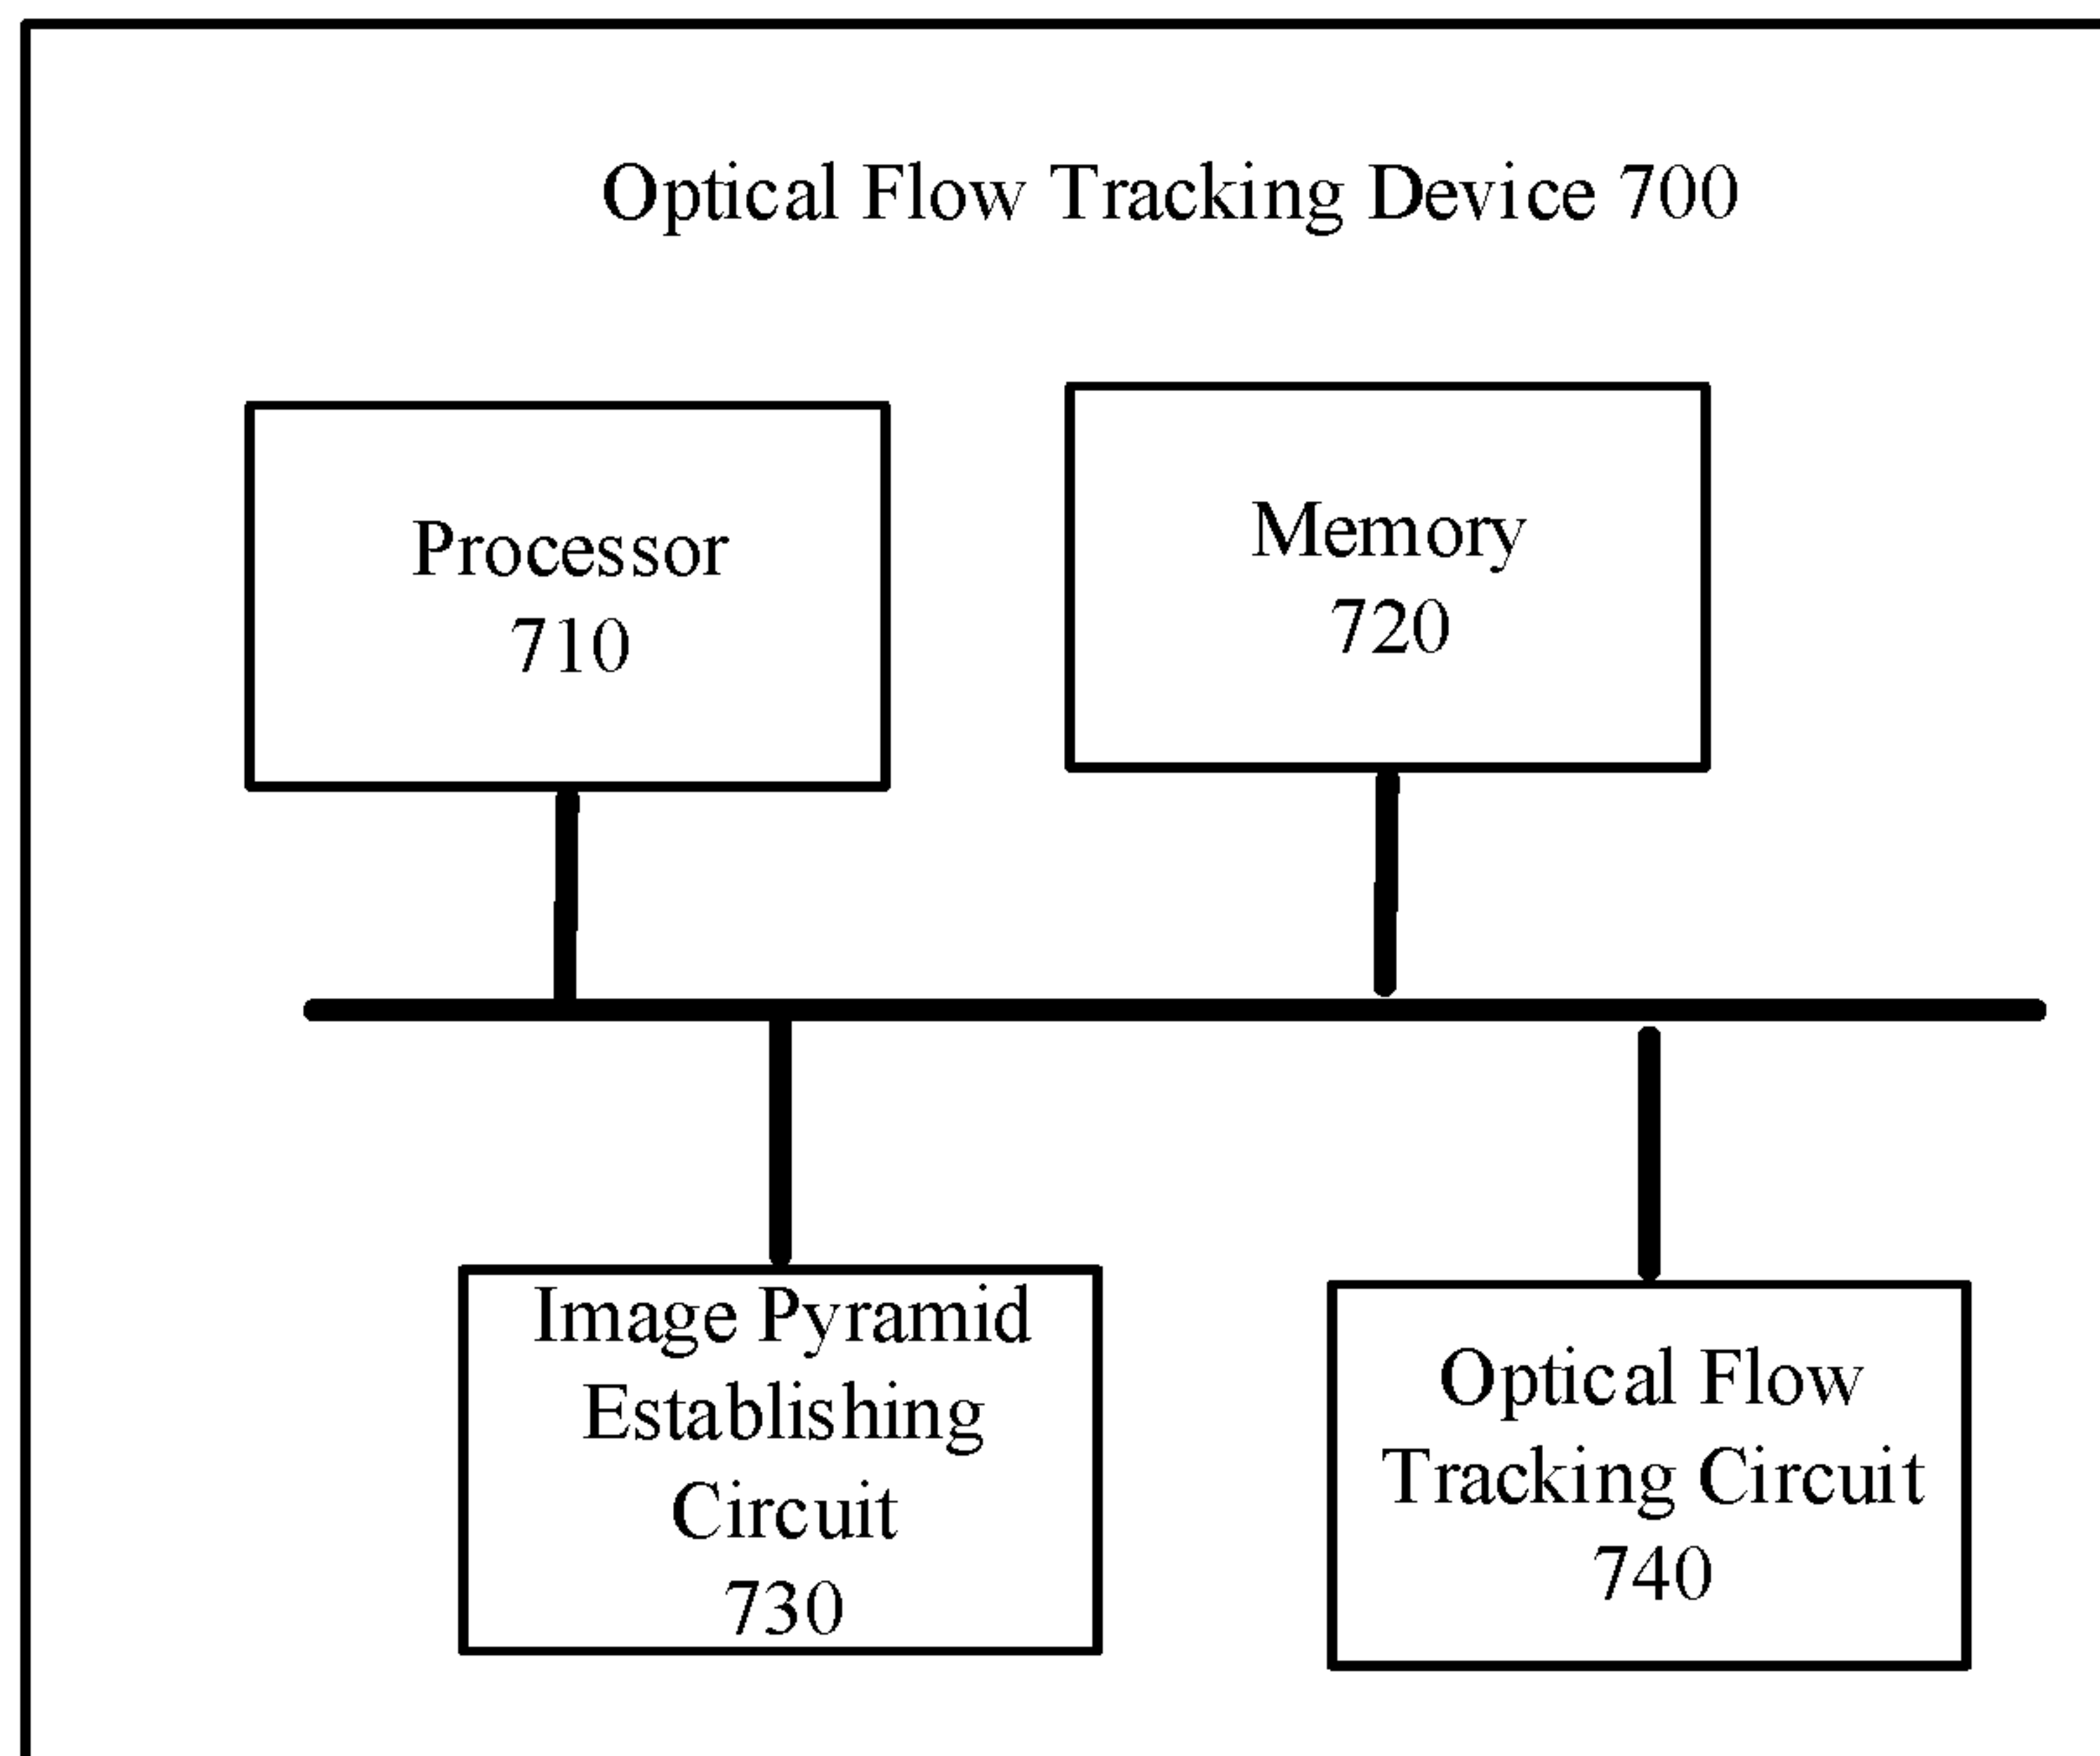 Optical Flow Tracking Device 700
Processor
710
Memory
720
Image Pyramid
Establishing
Circuit
730
Optical Flow
Tracking Circuit
740